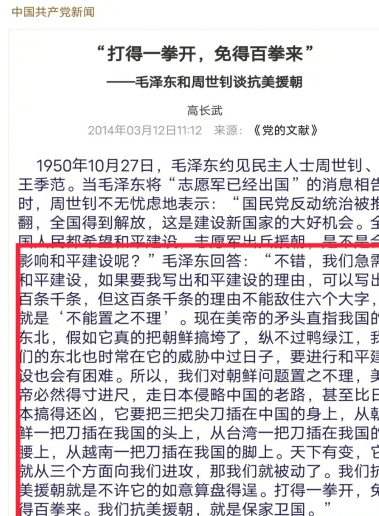 中国共产党新闻
“打得一拳开，免得百拳来”
——毛泽东和周世钊谈抗美援朝
高长武
2014年03月12日11:12 来源：《党的文献》
1950年10月27日，毛泽东约见民主人士周世钊、
王季范。当毛泽东将“志愿军已经出国”的消息相告
时，周世钊不无忧虑地表示：“国民党反动统治被推
翻，全国得到解放，这是建设新国家的大好机会。全
国人民都希望和平建设，志愿军出兵援朝，是不是会
影响和平建设呢？”毛泽东回答：“不错，我们急需
和平建设，如果要我写出和平建设的理由，可以写出
百条千条，但这百条千条的理由不能敌住六个大字，
就是‘不能置之不理’。现在美帝的矛头直指我国的
东北，假如它真的把朝鲜搞垮了，纵不过鸭绿江，我
们的东北也时常在它的威胁中过日子，要进行和平建
设也会有困难。所以，我们对朝鲜问题置之不理，美
帝必然得寸进尺，走日本侵略中国的老路，甚至比日
本搞得还凶，它要把三把尖刀插在中国的身上，从朝
鲜一把刀插在我国的头上，从台湾一把刀插在我国的
腰上，从越南一把刀插在我国的脚上。天下有变，它
就从三个方面向我们进攻，那我们就被动了。我们抗
美援朝就是不许它的如意算盘得逞。打得一拳开，免
得百拳来。我们抗美援朝，就是保家卫国。”